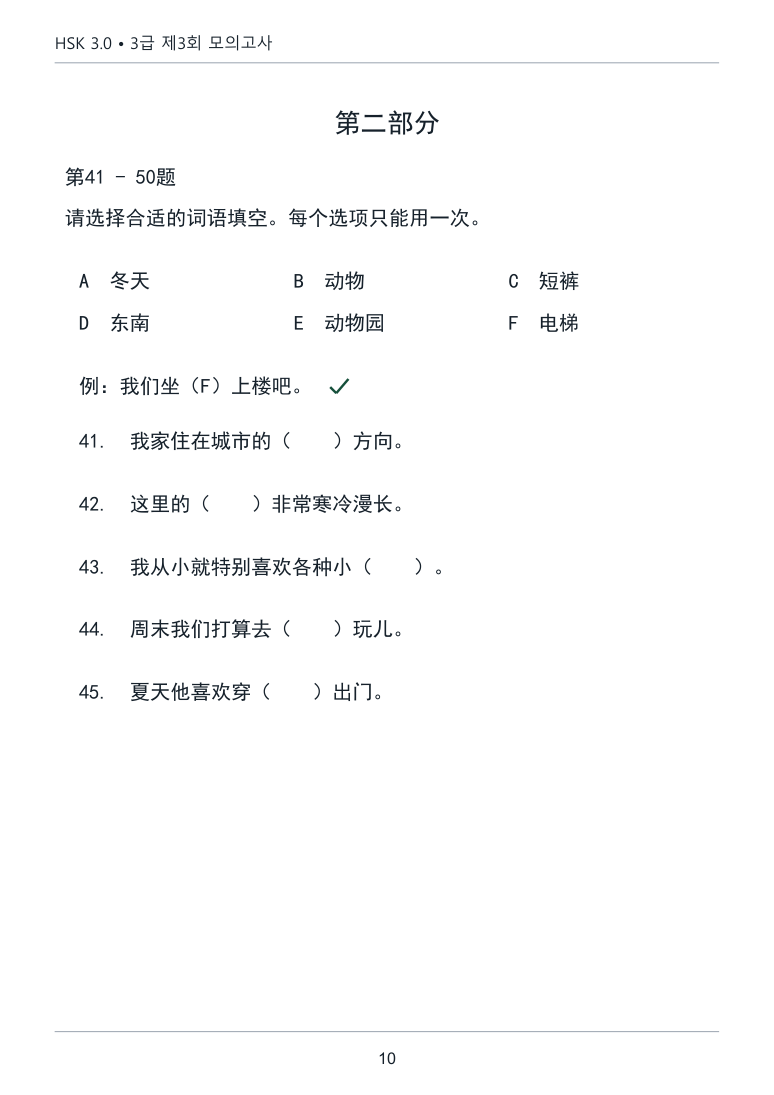 HSK 3.0 • 3급 제3회 모의고사
第二部分
第41 - 50题
请选择合适的词语填空。每个选项只能用一次。
A 冬天 B 动物 C 短裤
D 东南 E 动物园 F 电梯
例：我们坐（F）上楼吧。 ✓
41. 我家住在城市的（  ）方向。
42. 这里的（  ）非常寒冷漫长。
43. 我从小就特别喜欢各种小（  ）。
44. 周末我们打算去（  ）玩儿。
45. 夏天他喜欢穿（  ）出门。
10